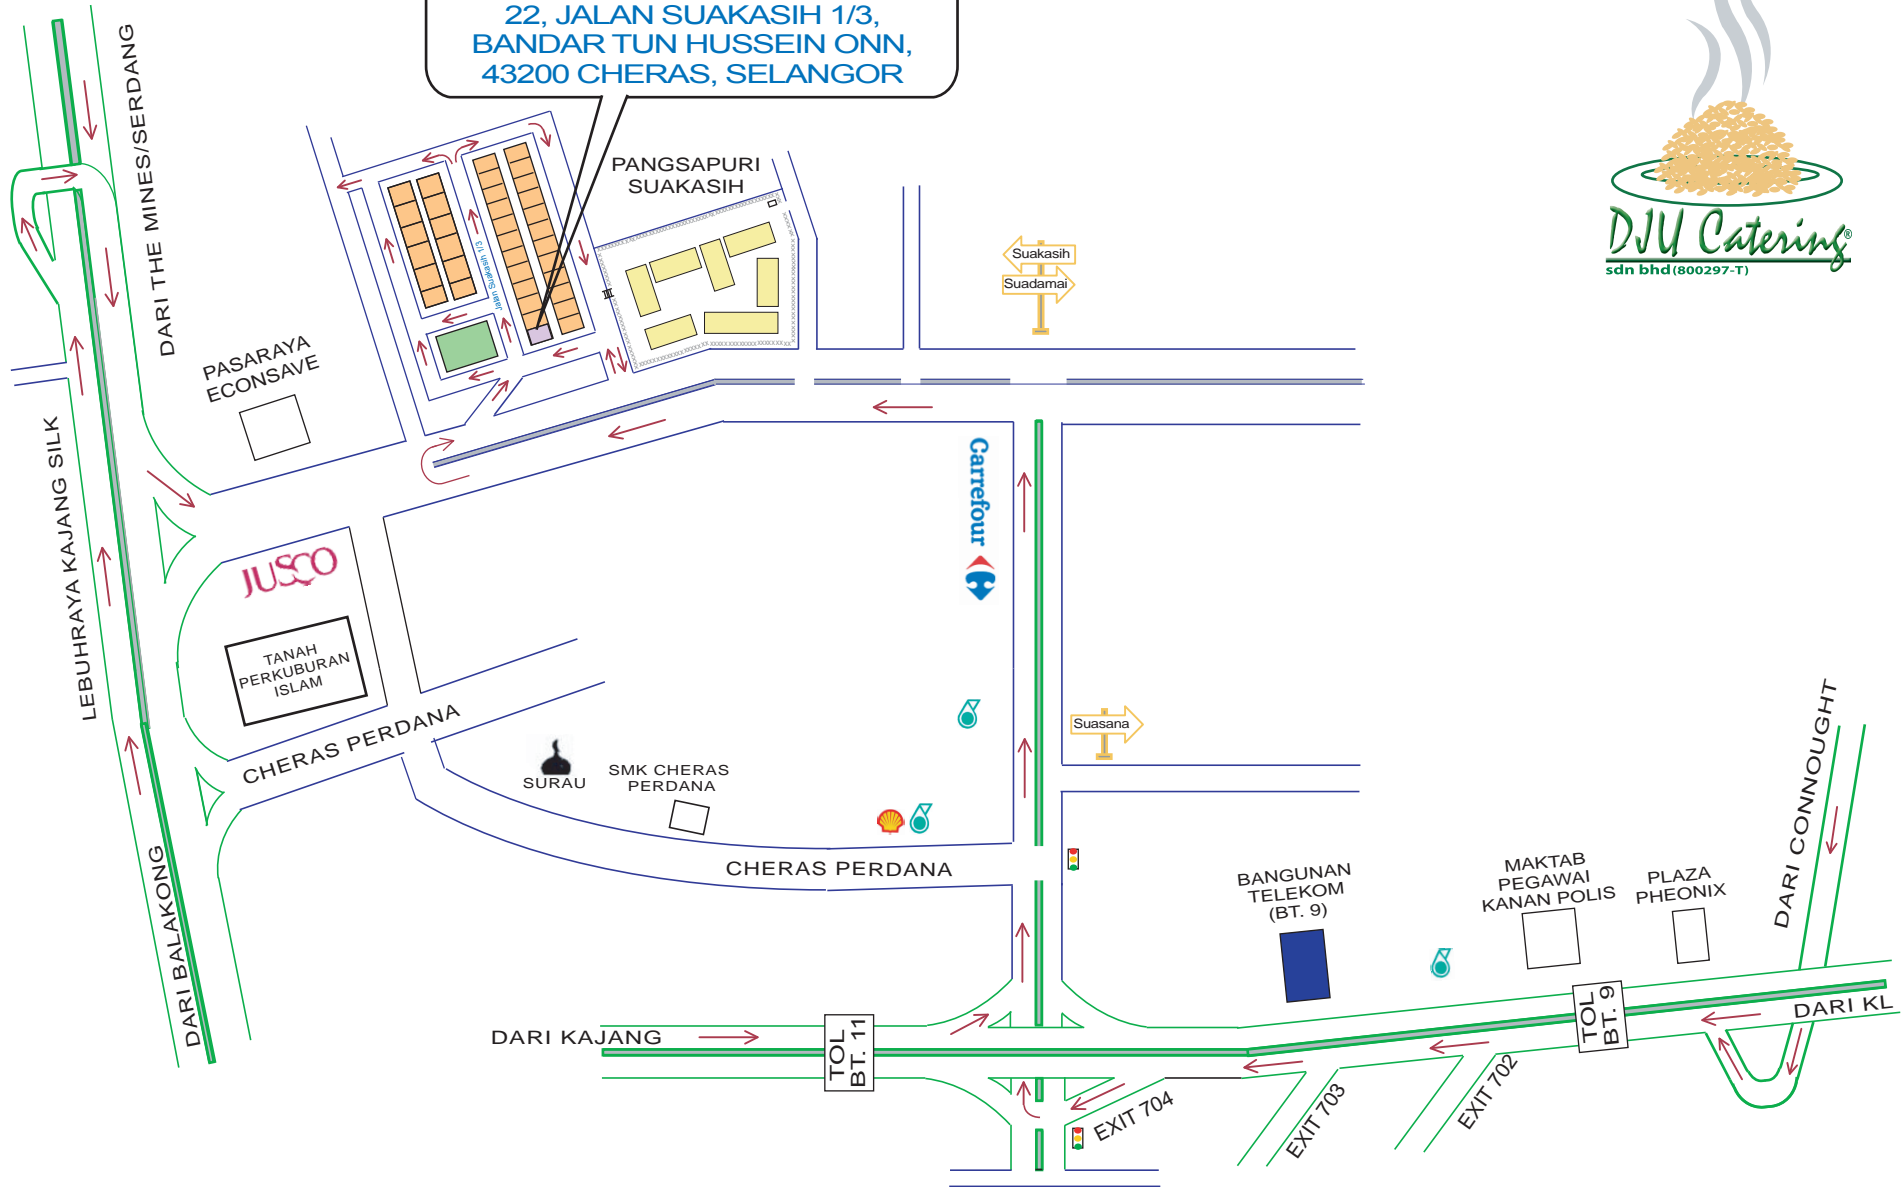 22, JALAN SUAKASIH 1/3,
BANDAR TUN HUSSEIN ONN,
43200 CHERAS, SELANGOR
DJU Catering®
sdn bhd (800297-T)
DARI THE MINES/SERDANG
PANGSAPURI
SUAKASIH
Jalan Suakasih 1/3
Suakasih
Suadamai
PASARAYA
ECONSAVE
LEBUHRAYA KAJANG SILK
Carrefour
JUSCO
TANAH
PERKUBURAN
ISLAM
CHERAS PERDANA
SURAU
SMK CHERAS
PERDANA
Suasana
CHERAS PERDANA
DARI BALAKONG
BANGUNAN
TELEKOM
(BT. 9)
MAKTAB
PEGAWAI
KANAN POLIS
PLAZA
PHEONIX
DARI CONNOUGHT
DARI KAJANG
TOL
BT. 11
TOL
BT. 9
DARI KL
EXIT 704
EXIT 703
EXIT 702